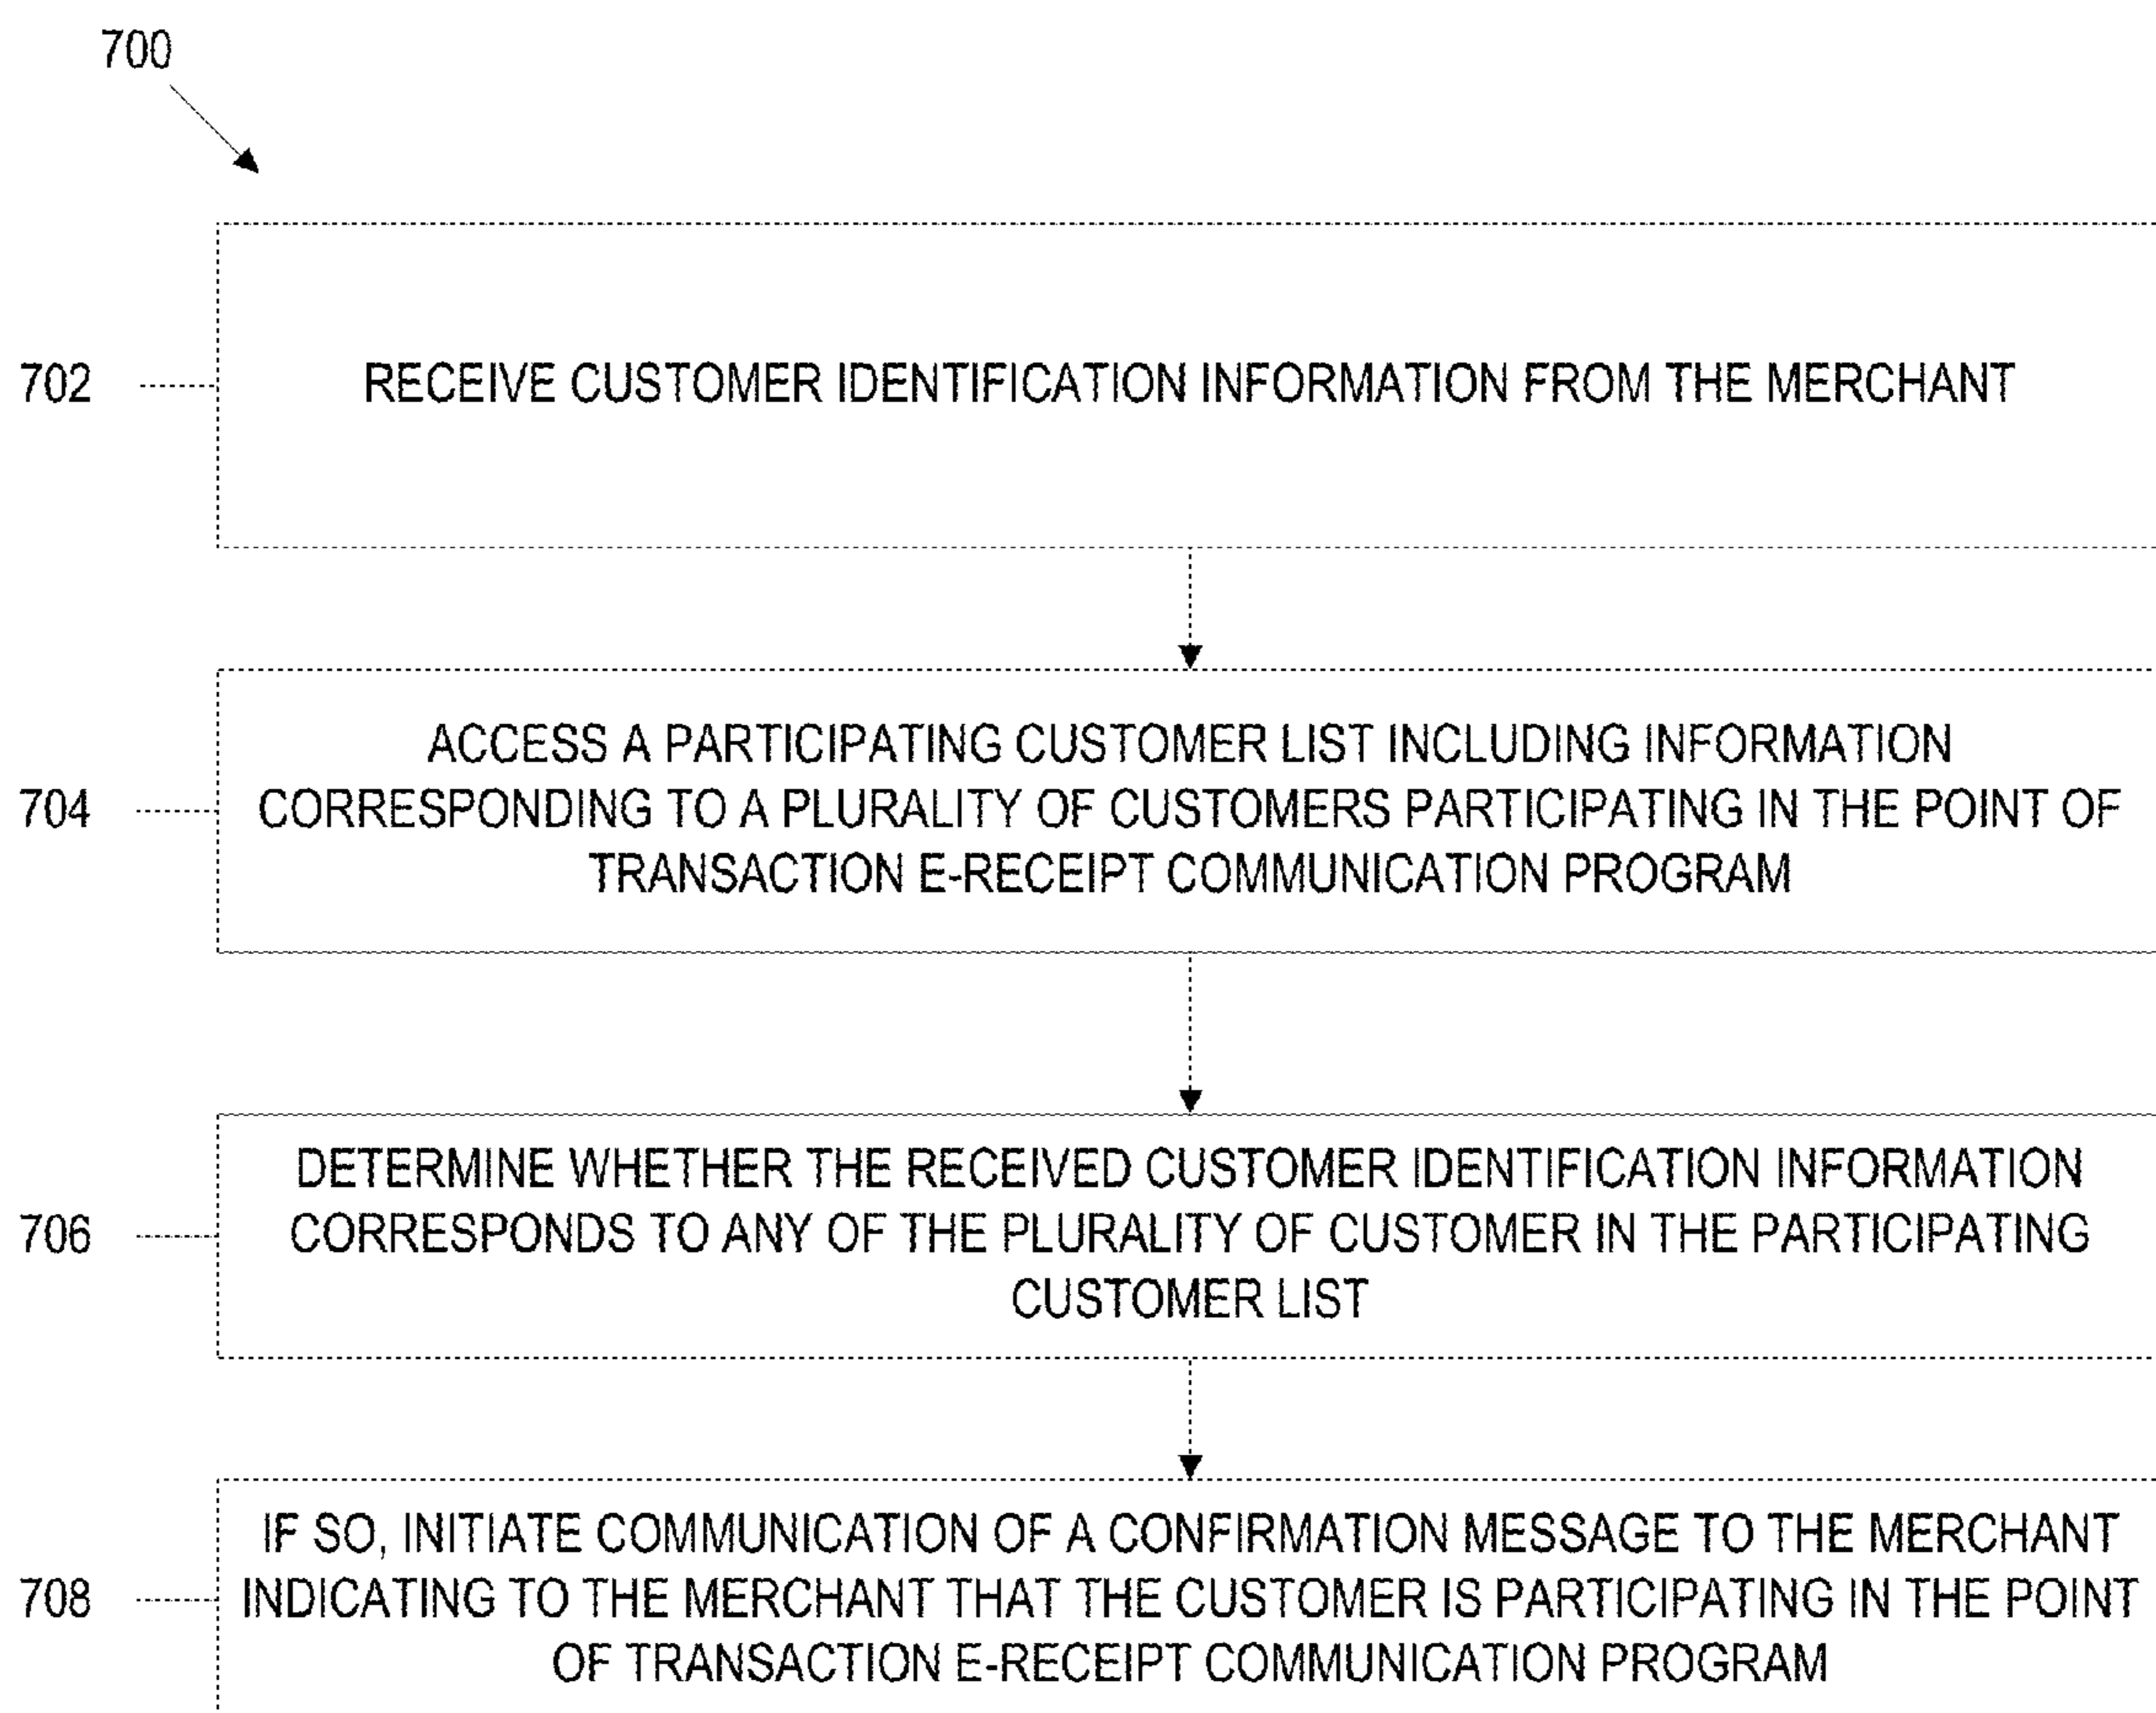 700
702
RECEIVE CUSTOMER IDENTIFICATION INFORMATION FROM THE MERCHANT
ACCESS A PARTICIPATING CUSTOMER LIST INCLUDING INFORMATION
704
CORRESPONDING TO A PLURALITY OF CUSTOMERS PARTICIPATING IN THE POINT OF
TRANSACTION E-RECEIPT COMMUNICATION PROGRAM
DETERMINE WHETHER THE RECEIVED CUSTOMER IDENTIFICATION INFORMATION
706
CORRESPONDS TO ANY OF THE PLURALITY OF CUSTOMER IN THE PARTICIPATING
CUSTOMER LIST
IF SO, INITIATE COMMUNICATION OF A CONFIRMATION MESSAGE TO THE MERCHANT
708
INDICATING TO THE MERCHANT THAT THE CUSTOMER IS PARTICIPATING IN THE POINT
OF TRANSACTION E-RECEIPT COMMUNICATION PROGRAM